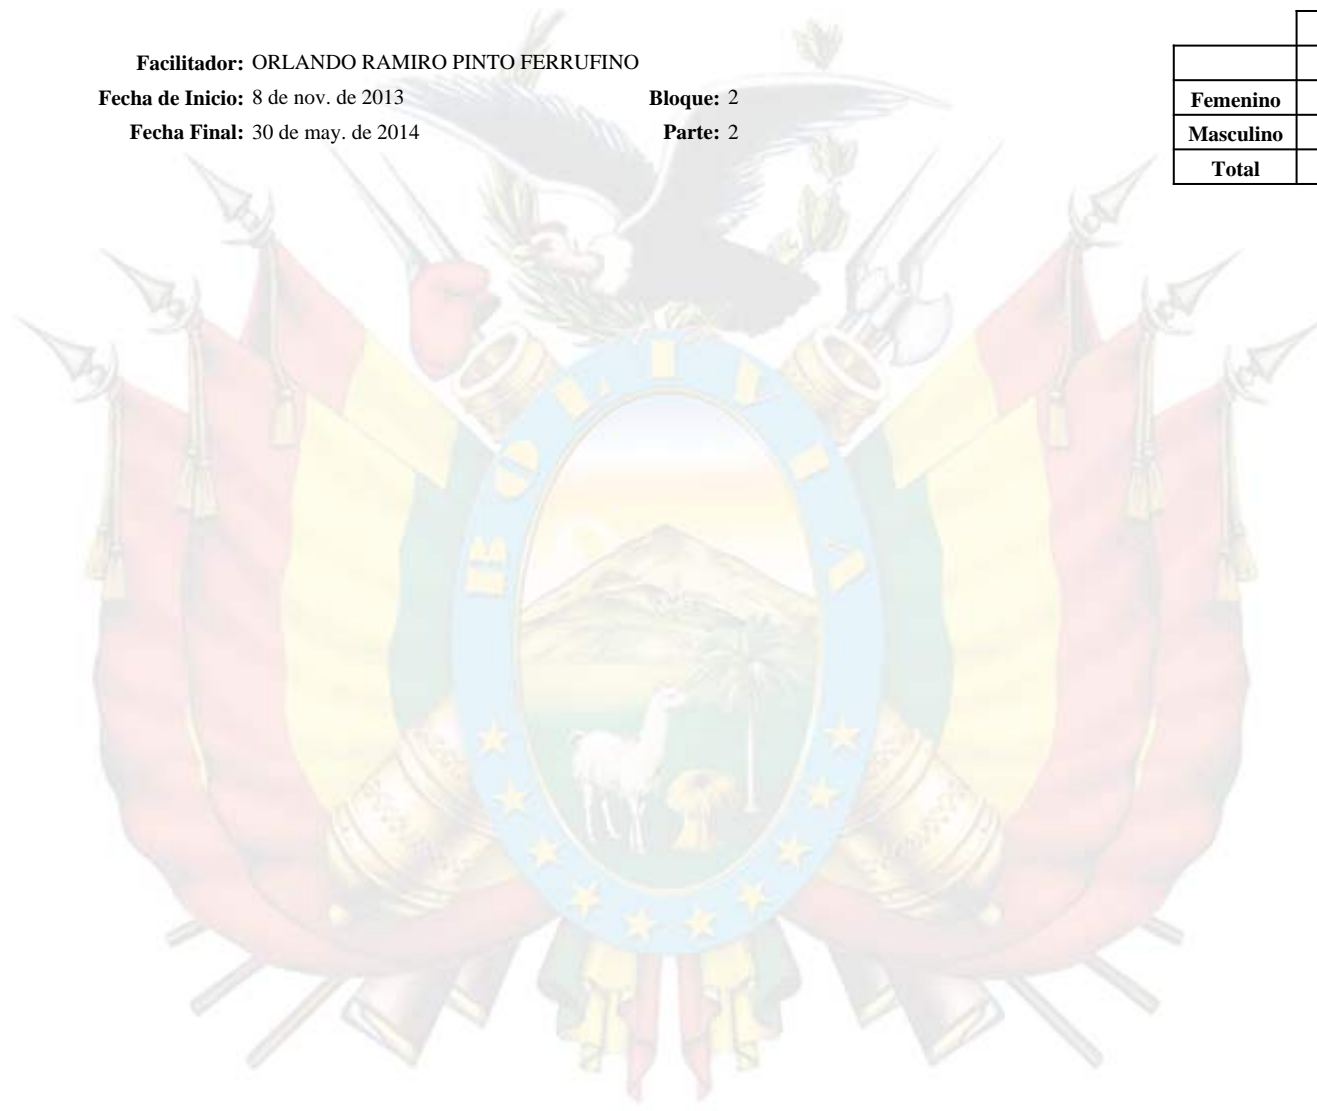 Facilitador: ORLANDO RAMIRO PINTO FERRUFINO
Fecha de Inicio: 8 de nov. de 2013 Bloque: 2
Fecha Final: 30 de may. de 2014 Parte: 2
Femenino
Masculino
Total
BOLIVIA